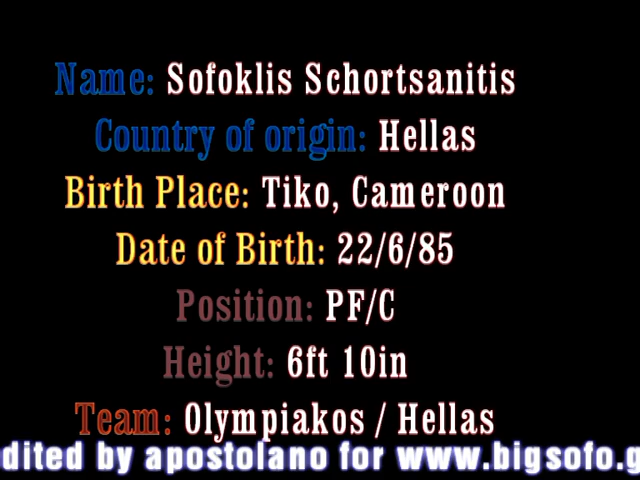 Name: Sofoklis Schortsanitis
Country of origin: Hellas
Birth Place: Tiko, Cameroon
Date of Birth: 22/6/85
Position: PF/C
Height: 6ft 10in
Team: Olympiakos / Hellas
dited by apostolano for www.bigsofo.g